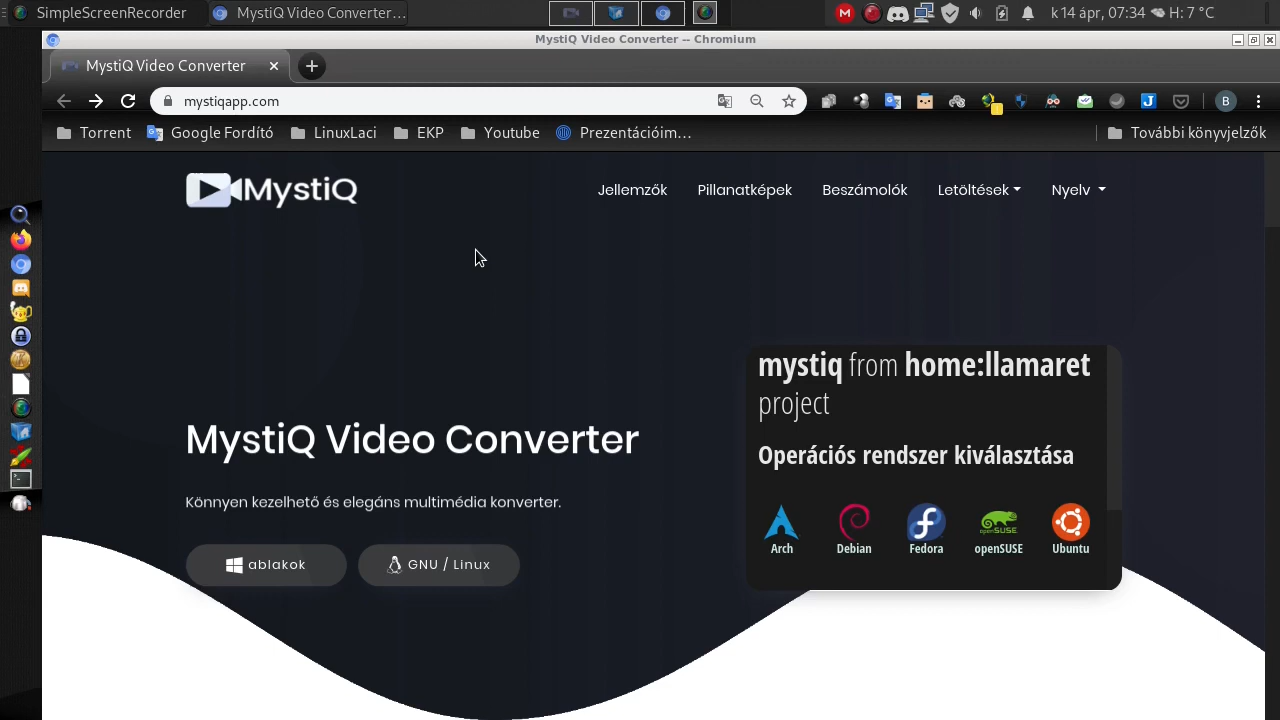 SimpleScreenRecorder
MystiQ Video Converter...
M
k 14 ápr, 07:34 H: 7 °C
MystiQ Video Converter -- Chromium
MystiQ Video Converter
mystiqapp.com
J
B
Torrent
Google Fordító
LinuxLaci
EKP
Youtube
Prezentációim...
További könyvjelzők
MystiQ
Jellemzők
Pillanatképek
Beszámolók
Letöltések
Nyelv
mystiq from home:llamaret
project
Operációs rendszer kiválasztása
MystiQ Video Converter
Könnyen kezelhető és elegáns multimédia konverter.
openSUSE
Arch
Debian
Fedora
openSUSE
Ubuntu
ablakok
GNU / Linux